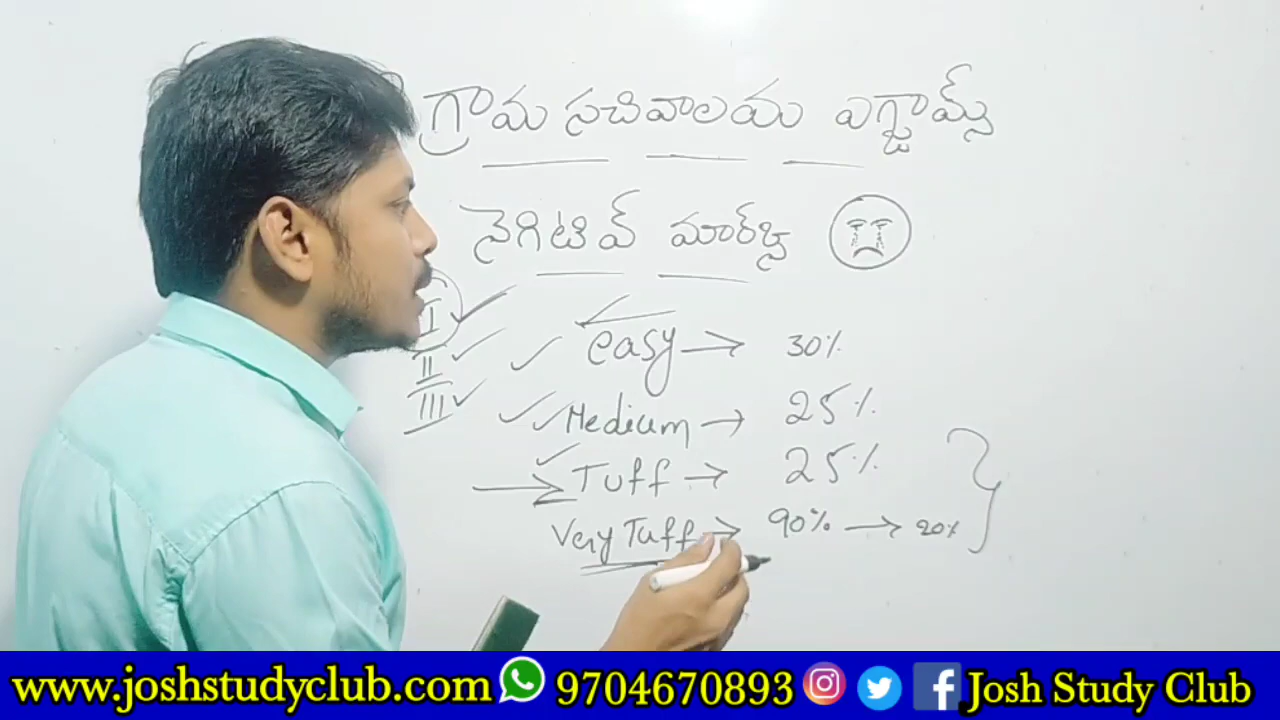 గ్రామ సచివాలయ ఎగ్జామ్స్
నెగిటివ్ మార్క్స్
I
II
III
easy → 30%
Medium → 25%
Tuff → 25%
Very Tuff → 90% → 20%
www.joshstudyclub.com 9704670893 Josh Study Club